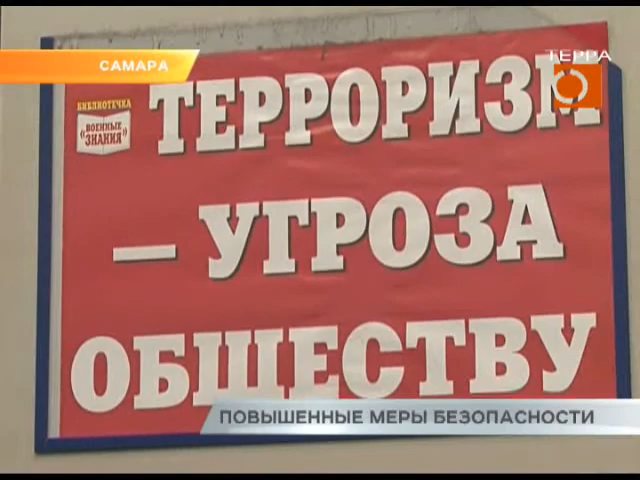 САМАРА
ТЕРРА
БИБЛИОТЕЧКА
«ВОЕННЫЕ
ЗНАНИЯ»
ТЕРРОРИЗМ
— УГРОЗА
ОБЩЕСТВУ
ПОВЫШЕННЫЕ МЕРЫ БЕЗОПАСНОСТИ